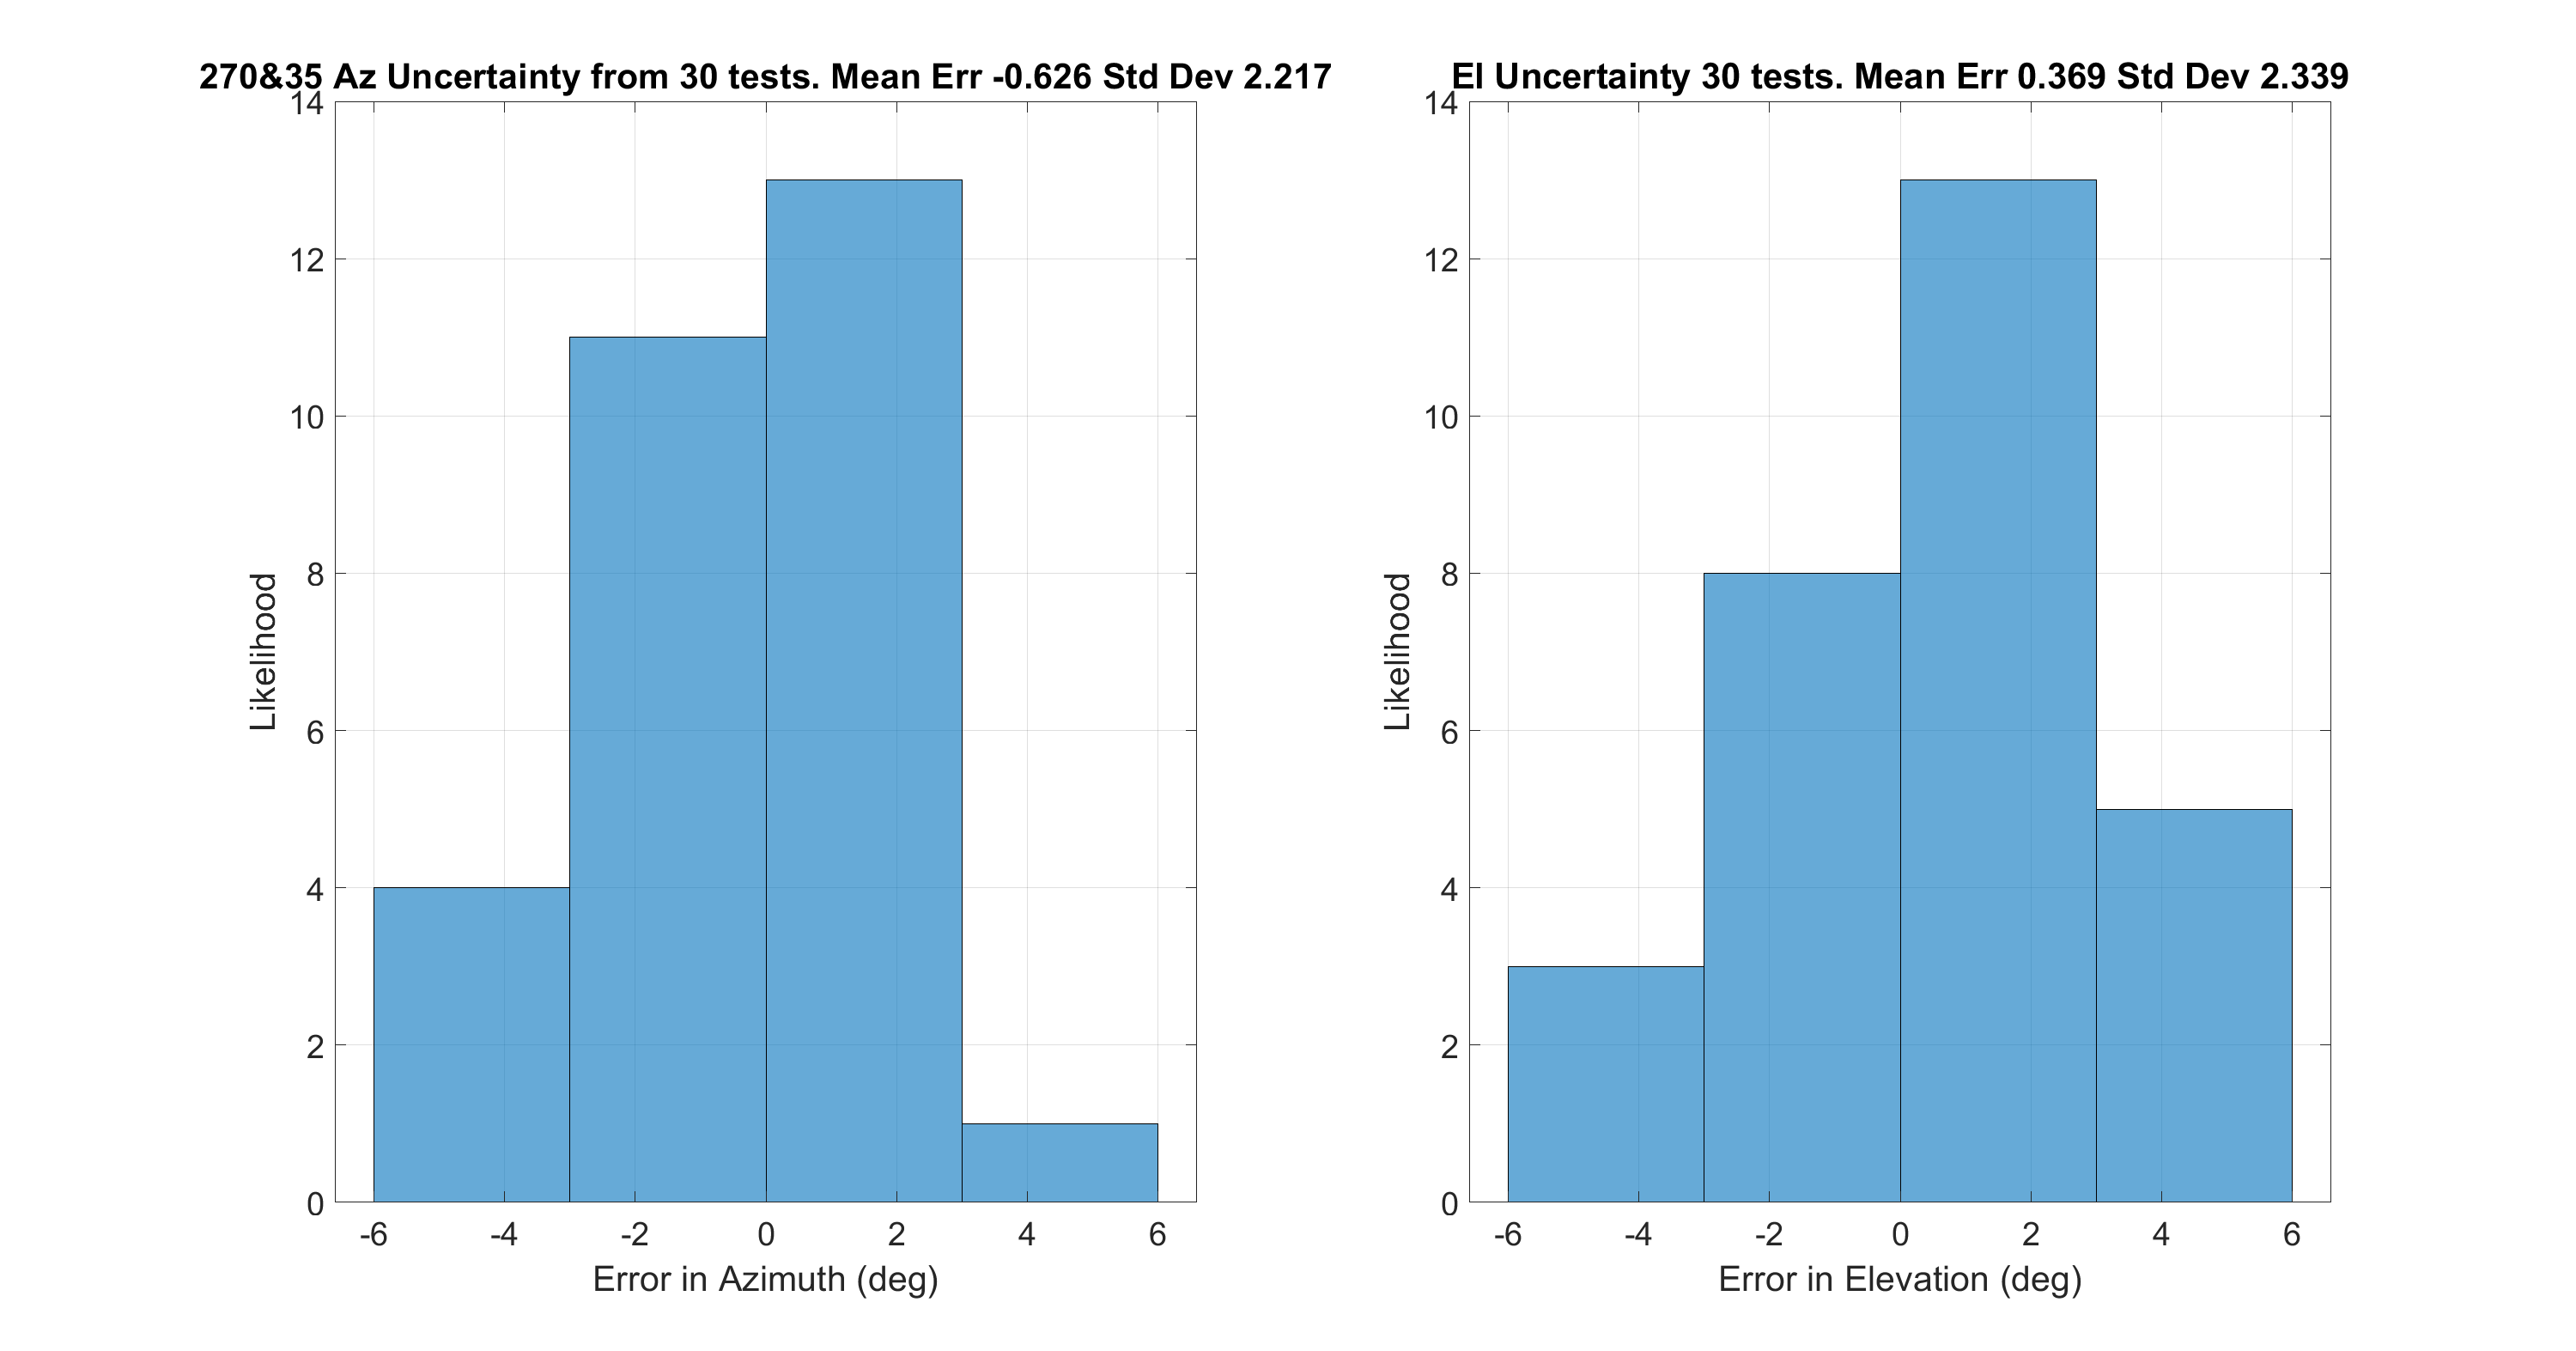 270&35 Az Uncertainty from 30 tests. Mean Err -0.626 Std Dev 2.217
14
12
10
8
6
4
2
0
Likelihood
-6 -4 -2 0 2 4 6
Error in Azimuth (deg)
El Uncertainty 30 tests. Mean Err 0.369 Std Dev 2.339
14
12
10
8
6
4
2
0
Likelihood
-6 -4 -2 0 2 4 6
Error in Elevation (deg)